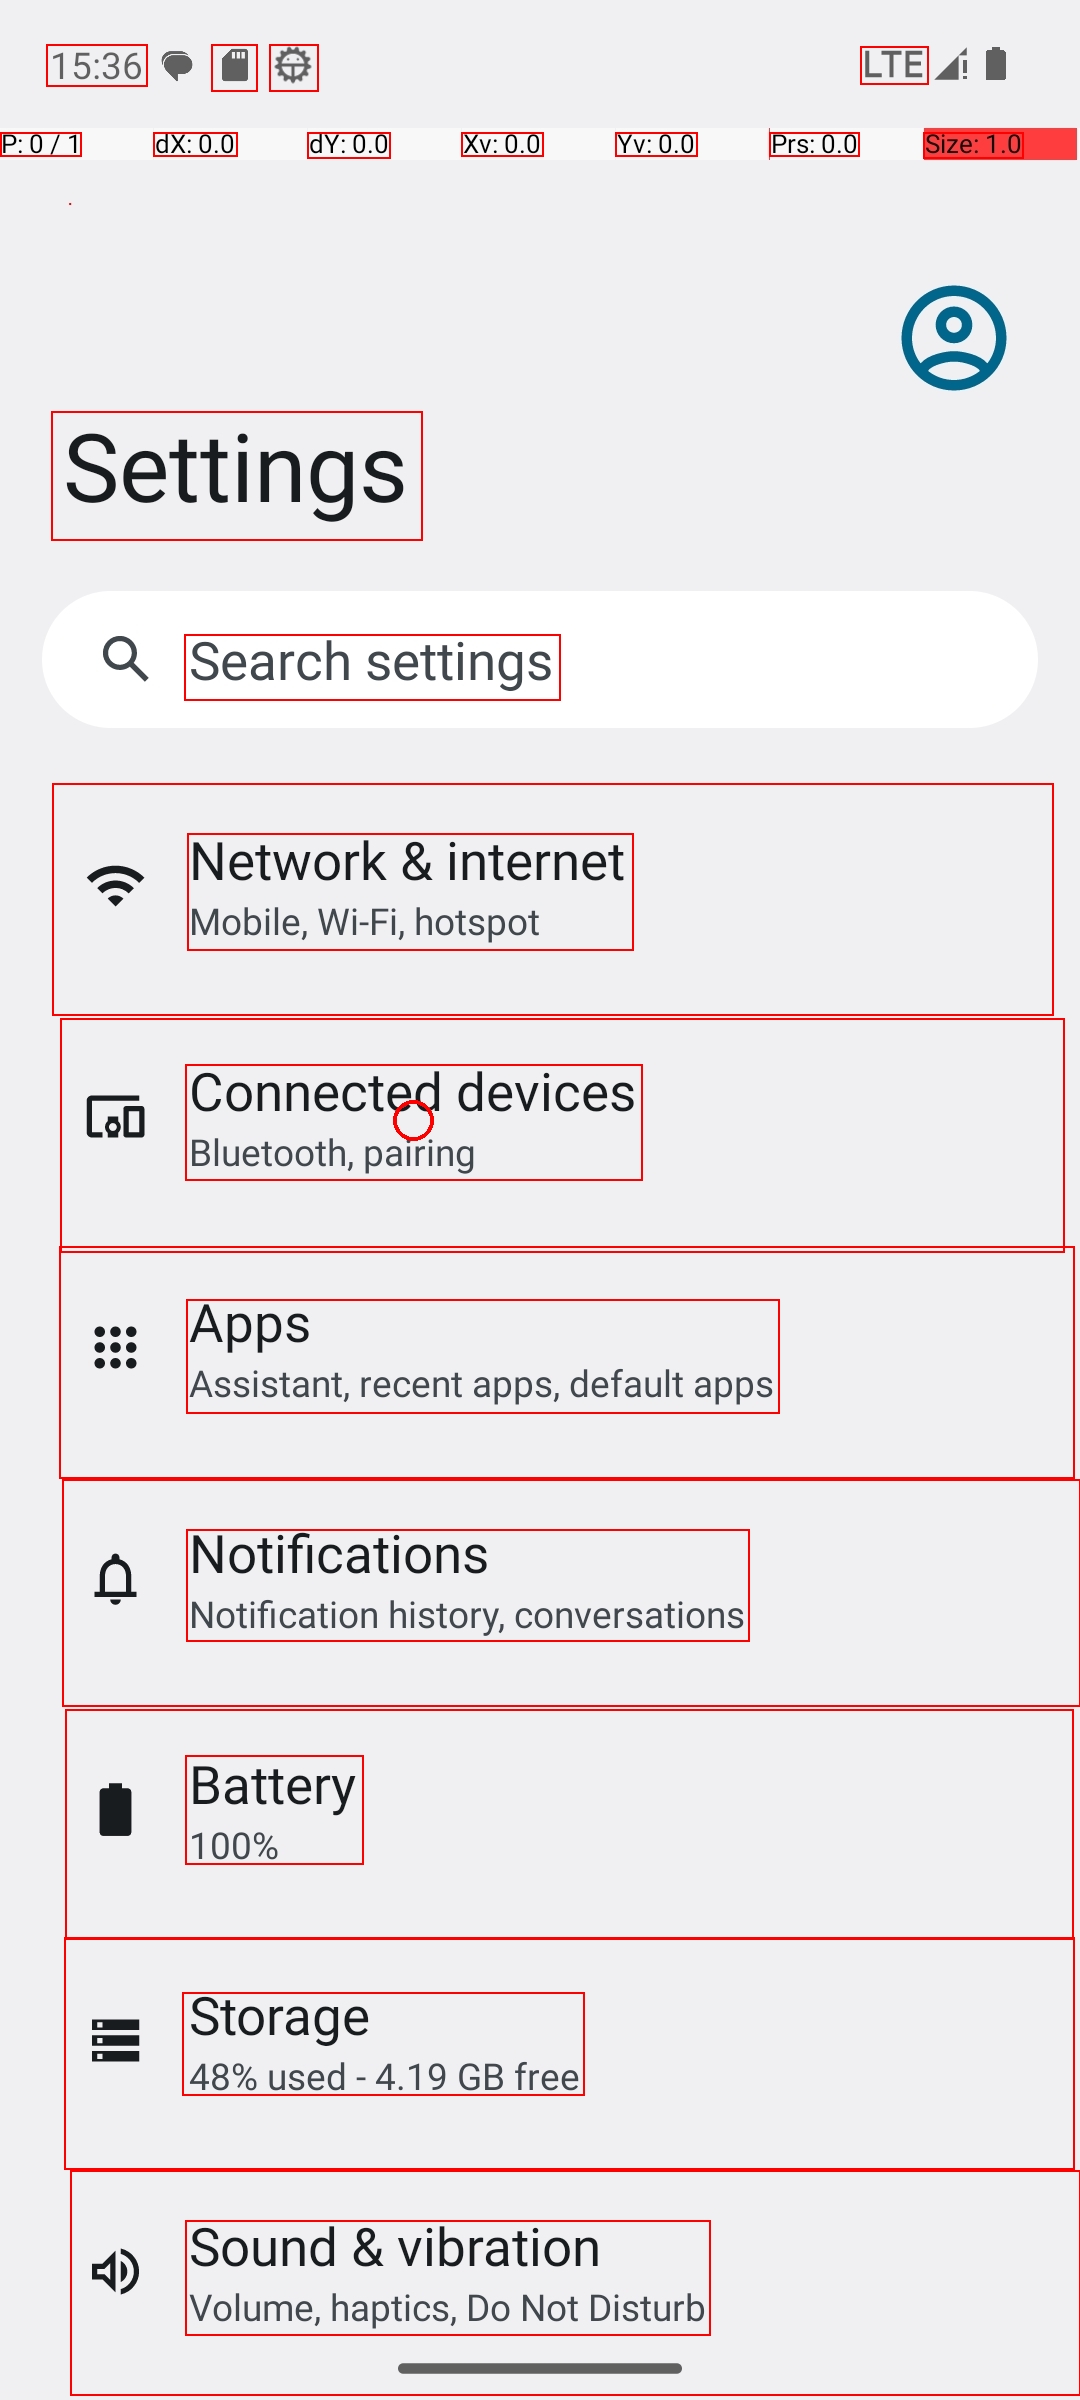 15:36 LTE
P: 0 / 1 dX: 0.0 dY: 0.0 Xv: 0.0 Yv: 0.0 Prs: 0.0 Size: 1.0
Settings
Search settings
Network & internet
Mobile, Wi-Fi, hotspot
Connected devices
Bluetooth, pairing
Apps
Assistant, recent apps, default apps
Notifications
Notification history, conversations
Battery
100%
Storage
48% used - 4.19 GB free
Sound & vibration
Volume, haptics, Do Not Disturb